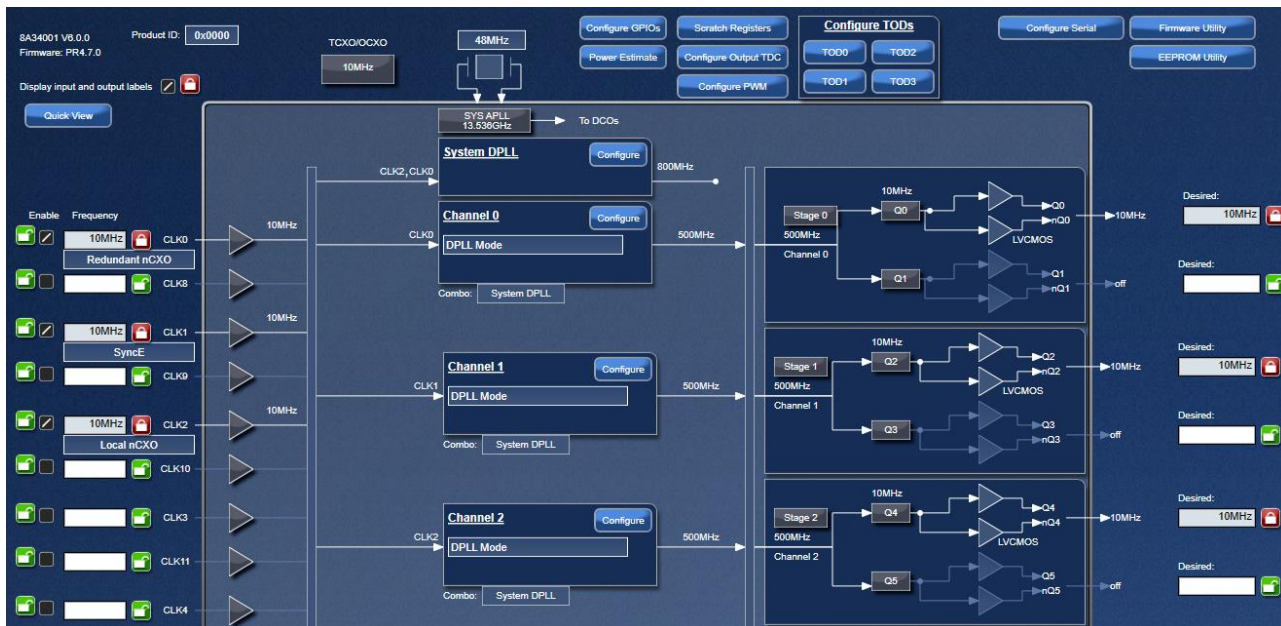 8A34001 V6.0.0 Product ID: 0x0000
Firmware: PR4.7.0
Display input and output labels
Quick View
TCXO/OCXO
10MHz
48MHz
Configure GPIOs
Power Estimate
Scratch Registers
Configure Output TDC
Configure PWM
Configure TODs
TOD0 TOD2
TOD1 TOD3
Configure Serial
Firmware Utility
EEPROM Utility
SYS APLL
13.536GHz
To DCOs
Enable Frequency
10MHz CLK0 10MHz
Redundant nCXO
CLK8
10MHz CLK1 10MHz
SyncE
CLK9
10MHz CLK2 10MHz
Local nCXO
CLK10
CLK3
CLK11
CLK4
CLK2,CLK0
System DPLL Configure
800MHz
CLK0
Channel 0 Configure
DPLL Mode
500MHz
Combo: System DPLL
CLK1
Channel 1 Configure
DPLL Mode
500MHz
Combo: System DPLL
CLK2
Channel 2 Configure
DPLL Mode
500MHz
Combo: System DPLL
Stage 0
500MHz
Channel 0
10MHz
Q0
Q0
nQ0
LVCMOS
10MHz
Desired:
10MHz
Q1
Q1
nQ1
off
Desired:
Stage 1
500MHz
Channel 1
10MHz
Q2
Q2
nQ2
LVCMOS
10MHz
Desired:
10MHz
Q3
Q3
nQ3
off
Desired:
Stage 2
500MHz
Channel 2
10MHz
Q4
Q4
nQ4
LVCMOS
10MHz
Desired:
10MHz
Q5
Q5
nQ5
off
Desired: